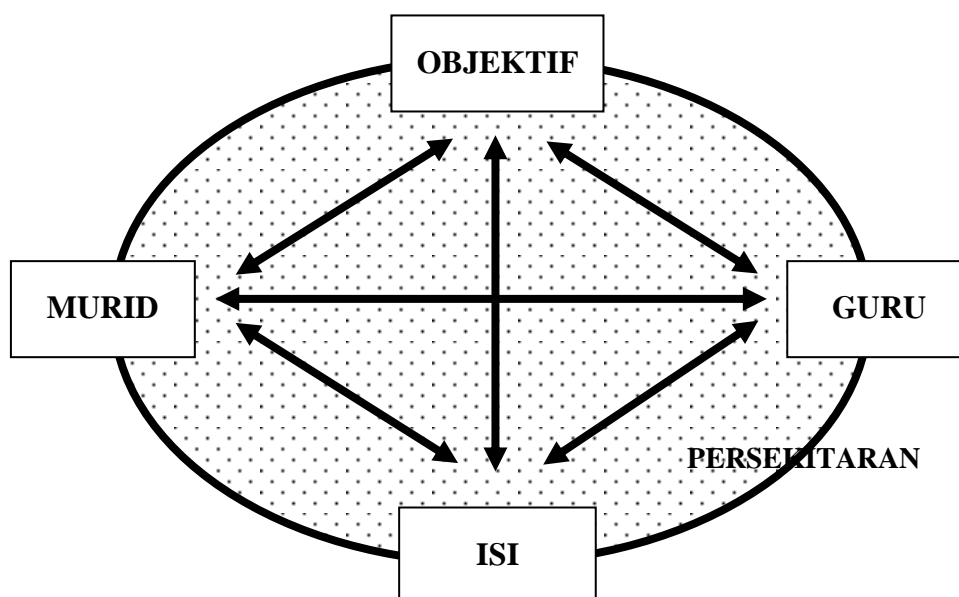 OBJEKTIF
MURID
GURU
PERSEKITARAN
ISI